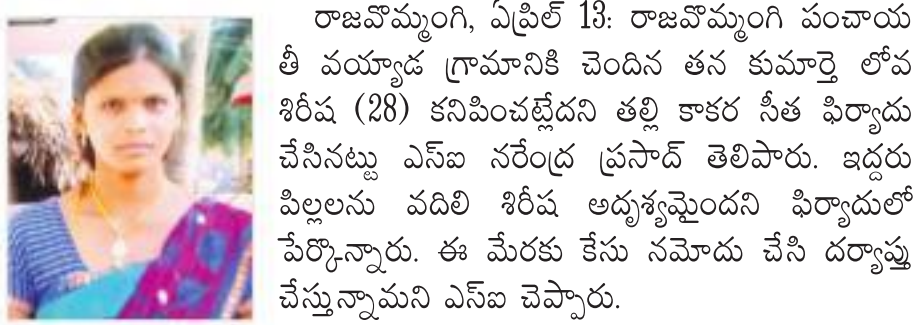 రాజవొమ్మంగి, ఏప్రిల్ 13: రాజవొమ్మంగి పంచాయ
తీ వయ్యాడ గ్రామానికి చెందిన తన కుమార్తె లోవ
శిరీష (28) కనిపించట్లేదని తల్లి కాకర సీత ఫిర్యాదు
చేసినట్టు ఎస్ఐ నరేంద్ర ప్రసాద్ తెలిపారు. ఇద్దరు
పిల్లలను వదిలి శిరీష అదృశ్యమైందని ఫిర్యాదులో
పేర్కొన్నారు. ఈ మేరకు కేసు నమోదు చేసి దర్యాప్తు
చేస్తున్నామని ఎస్ఐ చెప్పారు.